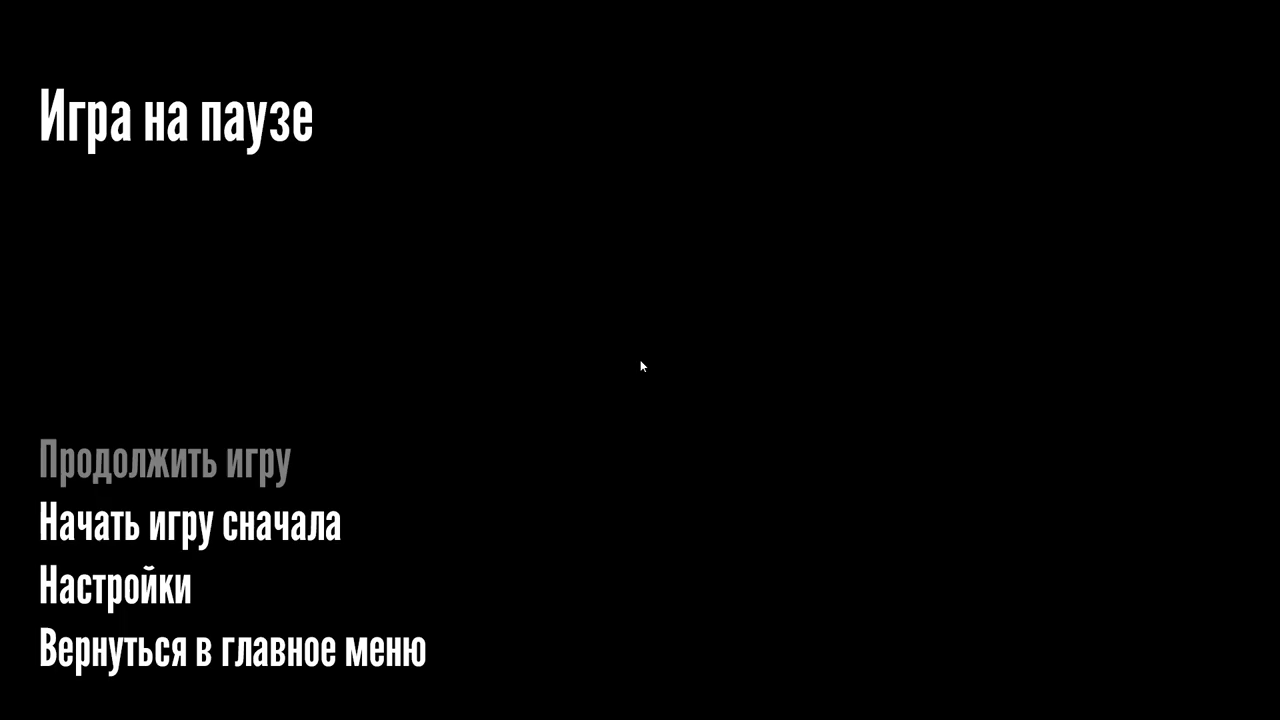 Игра на паузе
Продолжить игру
Начать игру сначала
Настройки
Вернуться в главное меню